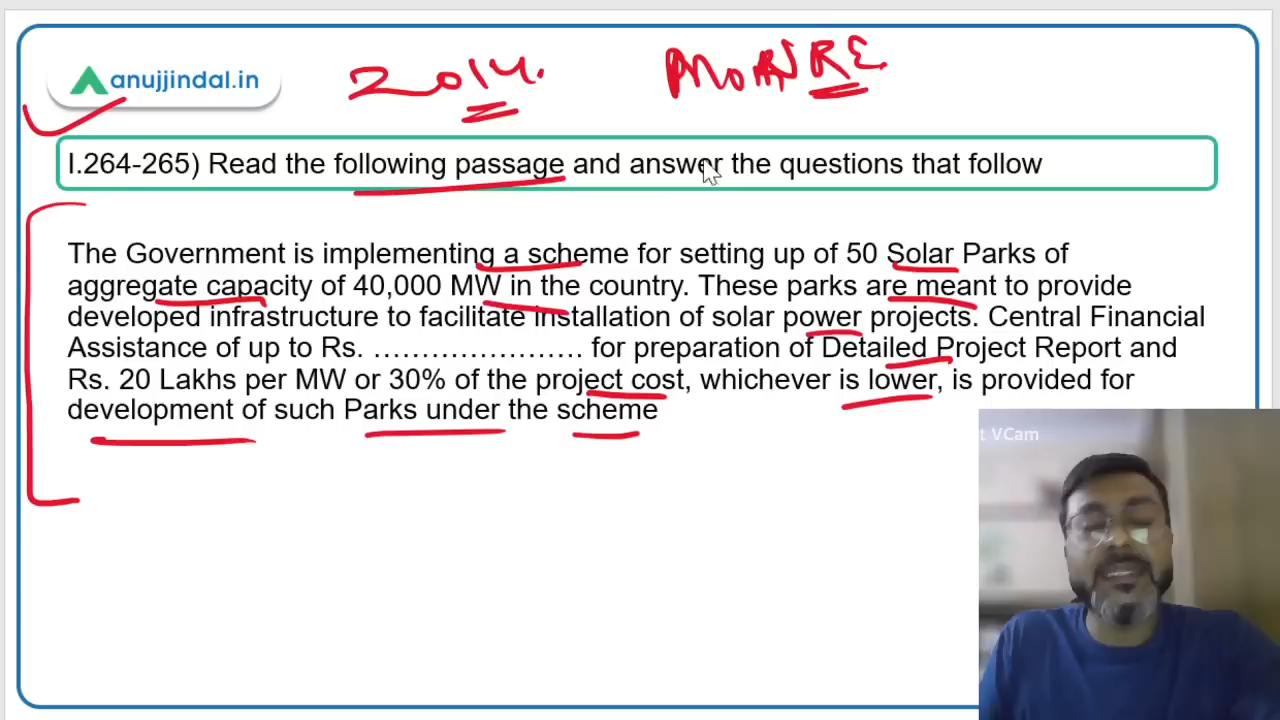 anujjindal.in
2014.
I.264-265) Read the following passage and answer the questions that follow
The Government is implementing a scheme for setting up of 50 Solar Parks of
aggregate capacity of 40,000 MW in the country. These parks are meant to provide
developed infrastructure to facilitate installation of solar power projects. Central Financial
Assistance of up to Rs. …………………… for preparation of Detailed Project Report and
Rs. 20 Lakhs per MW or 30% of the project cost, whichever is lower, is provided for
development of such Parks under the scheme
t VCam